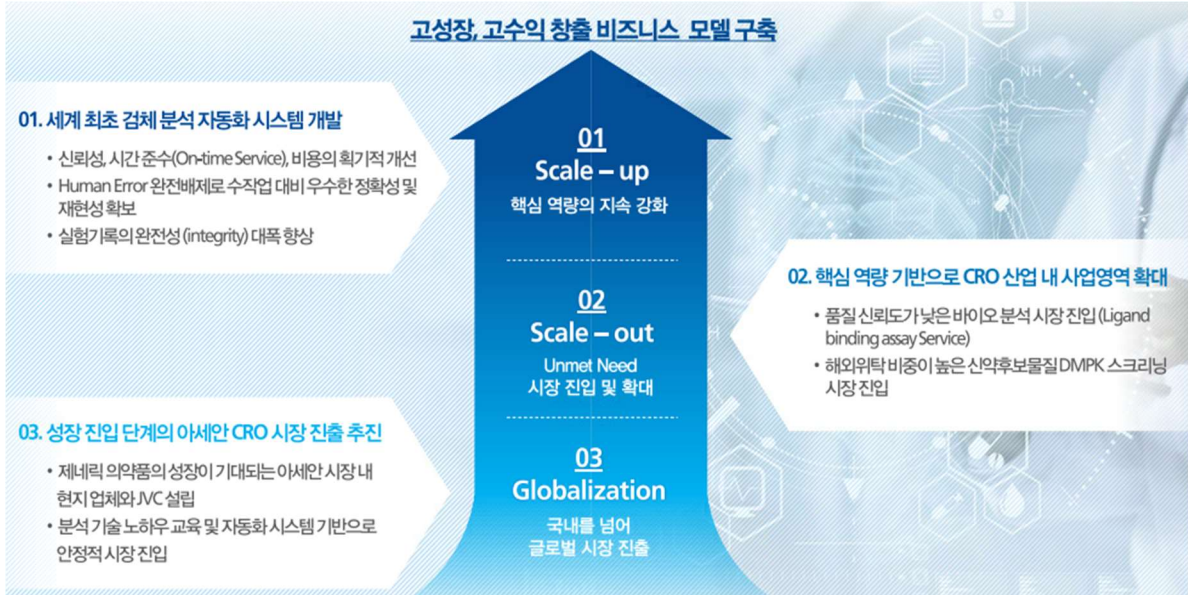 고성장, 고수익 창출 비즈니스 모델 구축
01. 세계 최초 검체 분석 자동화 시스템 개발
• 신뢰성, 시간 준수(On-time Service), 비용의 획기적 개선
• Human Error 완전배제로 수작업 대비 우수한 정확성 및
재현성 확보
• 실험기록의 완전성 (integrity) 대폭 향상
01
Scale – up
핵심 역량의 지속 강화
02
Scale – out
Unmet Need
시장 진입 및 확대
02. 핵심 역량 기반으로 CRO 산업 내 사업영역 확대
• 품질 신뢰도가 낮은 바이오 분석 시장 진입 (Ligand
binding assay Service)
• 해외위탁 비중이 높은 신약후보물질 DMPK 스크리닝
시장 진입
03. 성장 진입 단계의 아세안 CRO 시장 진출 추진
• 제네릭 의약품의 성장이 기대되는 아세안 시장 내
현지 업체와 JVC 설립
• 분석 기술 노하우 교육 및 자동화 시스템 기반으로
안정적 시장 진입
03
Globalization
국내를 넘어
글로벌 시장 진출
NH
N
H